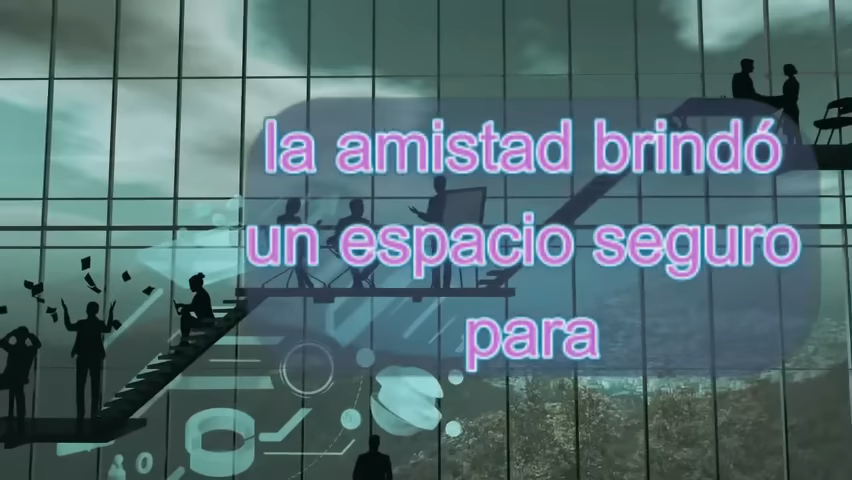 la amistad brindó
un espacio seguro
para